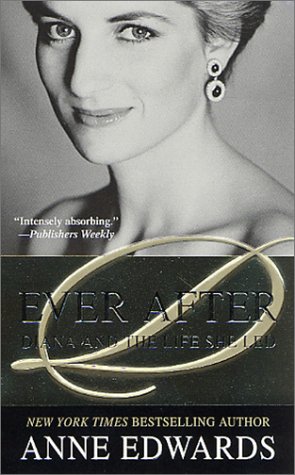 “Intensely absorbing.”
—Publishers Weekly
D
EVER AFTER
DIANA AND THE LIFE SHE LED
NEW YORK TIMES BESTSELLING AUTHOR
ANNE EDWARDS